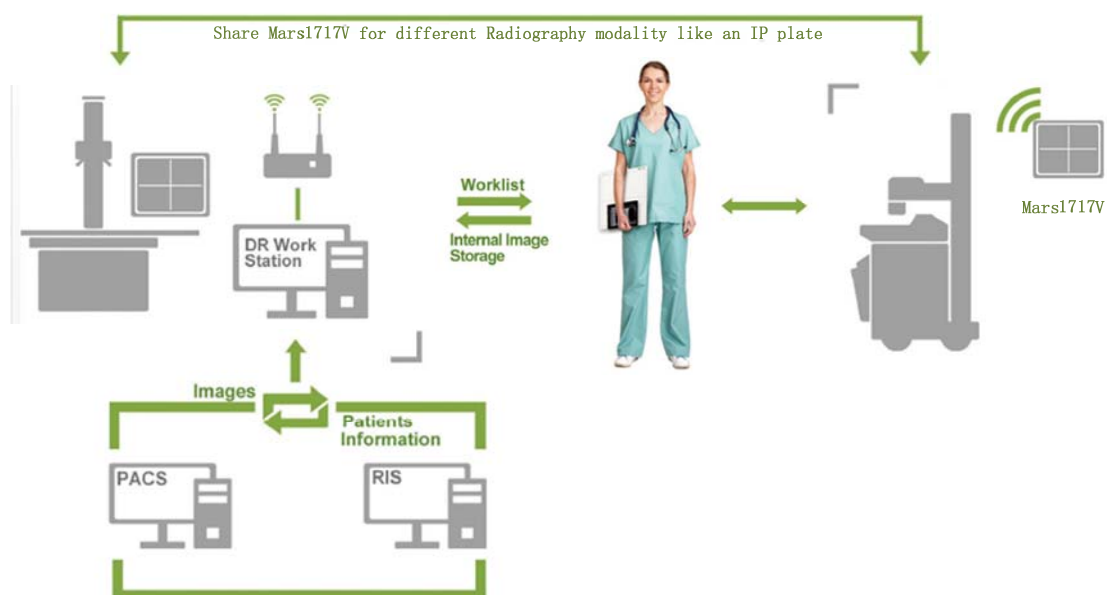 Share Mars1717V for different Radiography modality like an IP plate
Worklist
Internal Image
Storage
DR Work
Station
Mars1717V
Images
Patients
Information
PACS
RIS